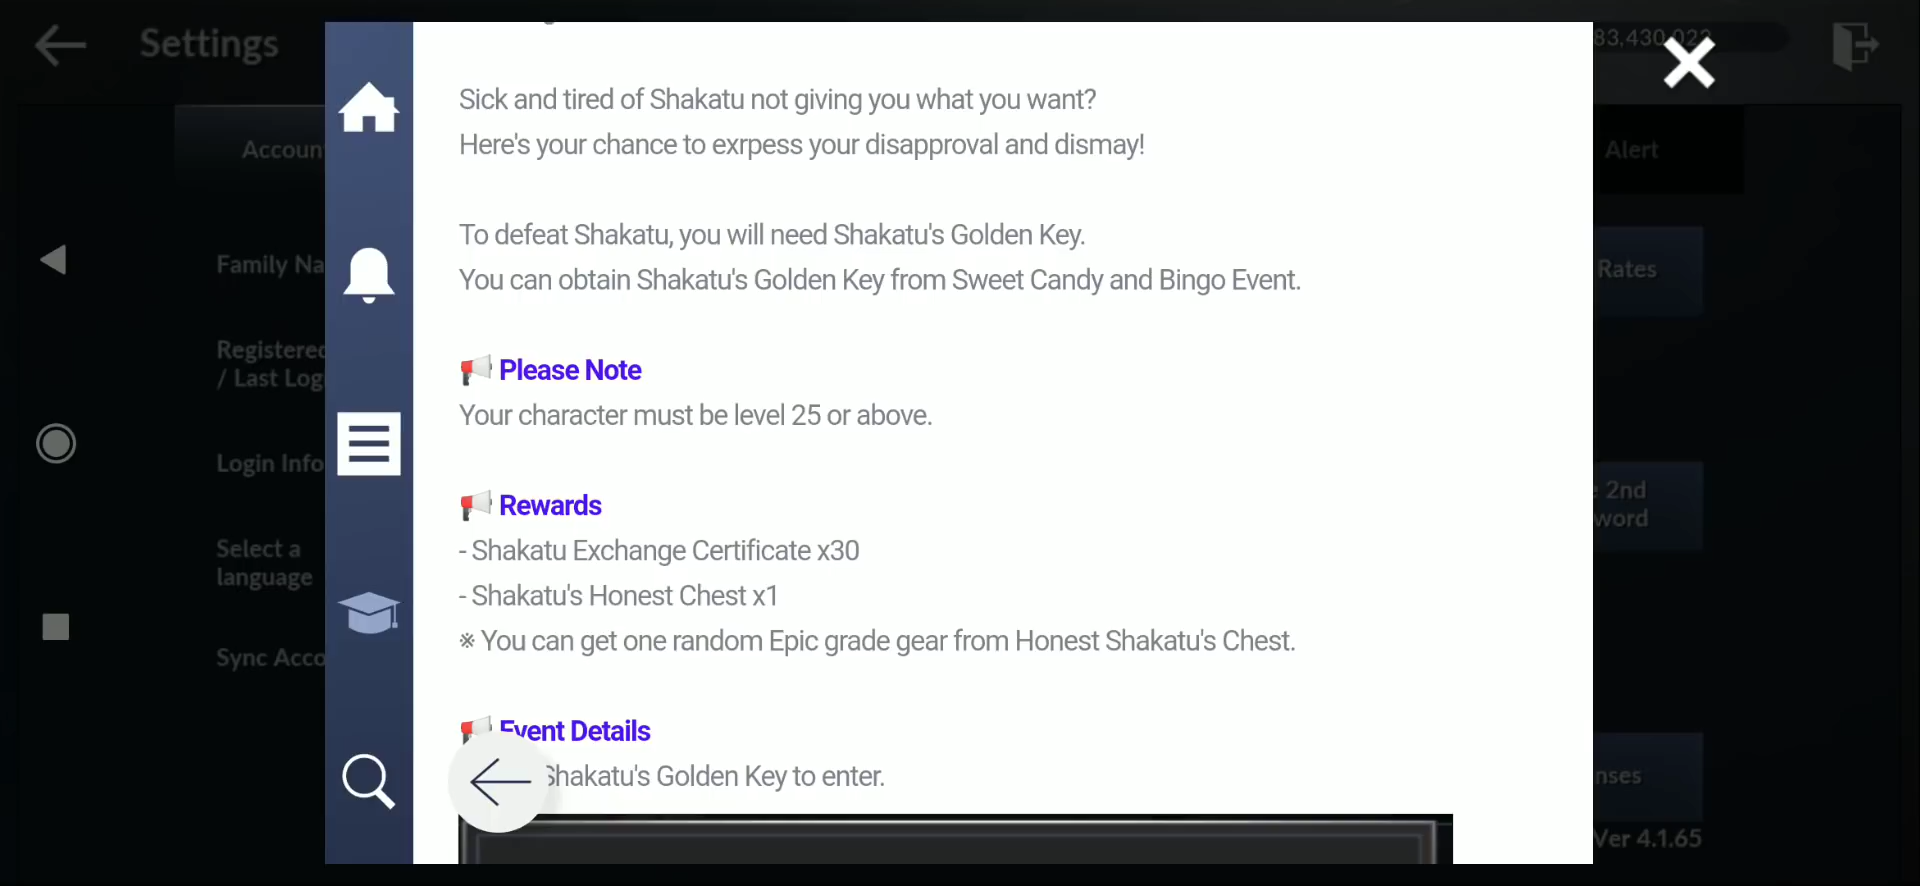 Settings
83,430,022
Accoun
Alert
Sick and tired of Shakatu not giving you what you want?
Here's your chance to exrpess your disapproval and dismay!
To defeat Shakatu, you will need Shakatu's Golden Key.
You can obtain Shakatu's Golden Key from Sweet Candy and Bingo Event.
Please Note
Your character must be level 25 or above.
Rewards
- Shakatu Exchange Certificate x30
- Shakatu's Honest Chest x1
※ You can get one random Epic grade gear from Honest Shakatu's Chest.
Event Details
Shakatu's Golden Key to enter.
Family Na
Registered
/ Last Log
Login Info
Select a
language
Sync Acco
Rates
2nd
word
nses
Ver 4.1.65